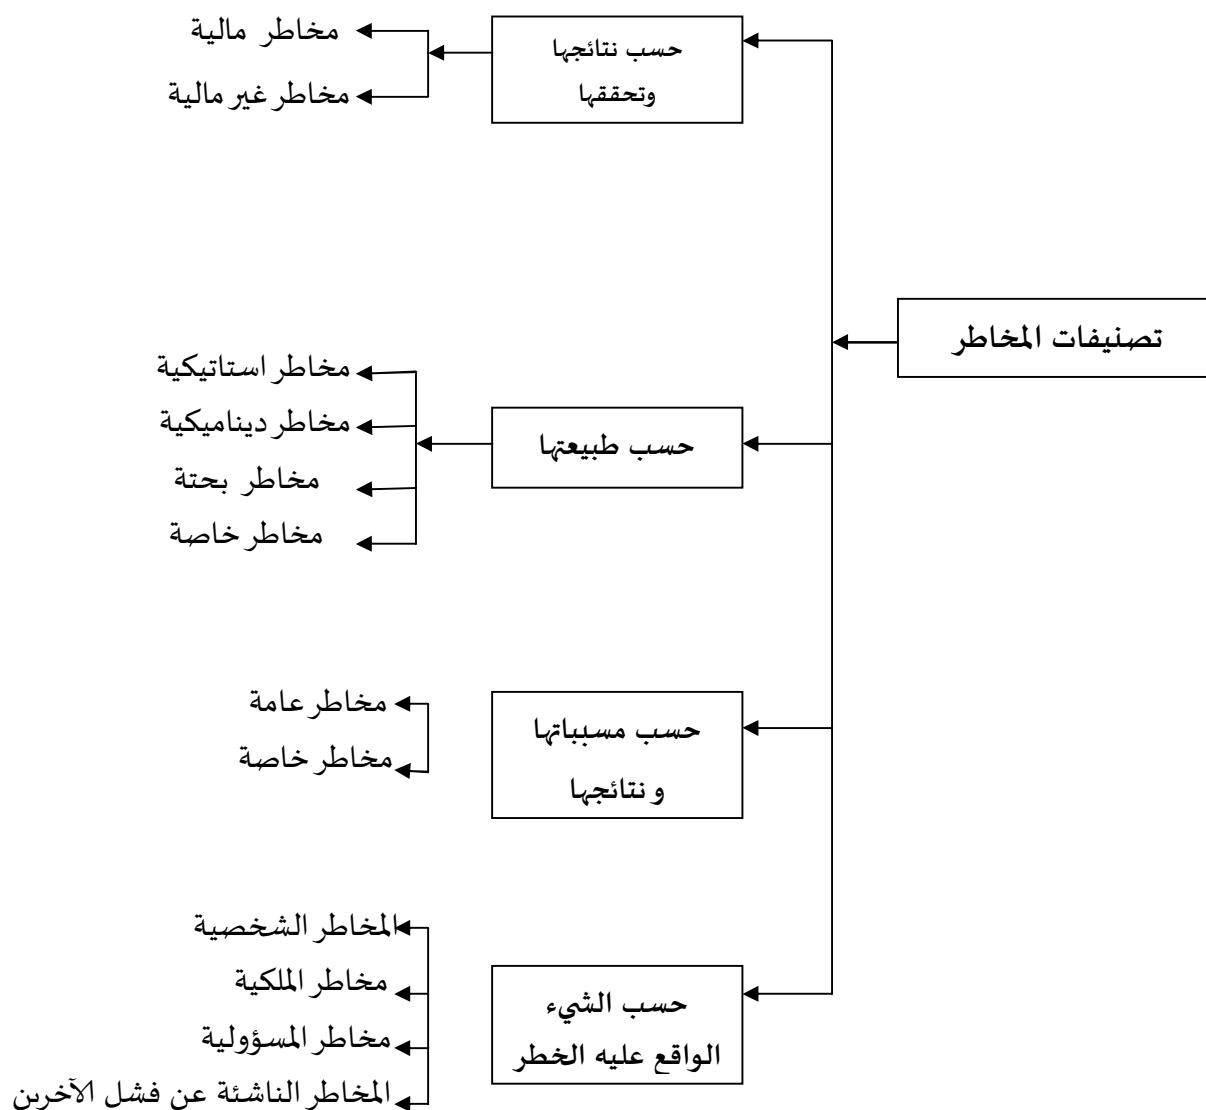 تصنيفات المخاطر
حسب نتائجها
وتحققها
مخاطر مالية
مخاطر غير مالية
حسب طبيعتها
مخاطر استاتيكية
مخاطر ديناميكية
مخاطر بحتة
مخاطر خاصة
حسب مسبباتها
و نتائجها
مخاطر عامة
مخاطر خاصة
حسب الشيء
الواقع عليه الخطر
المخاطر الشخصية
مخاطر الملكية
مخاطر المسؤولية
المخاطر الناشئة عن فشل الآخرين